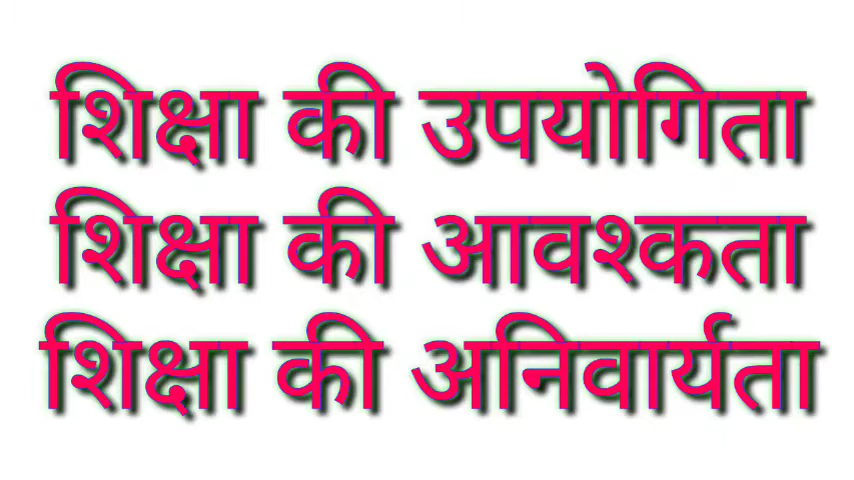 शिक्षा की उपयोगिता
शिक्षा की आवश्कता
शिक्षा की अनिवार्यता